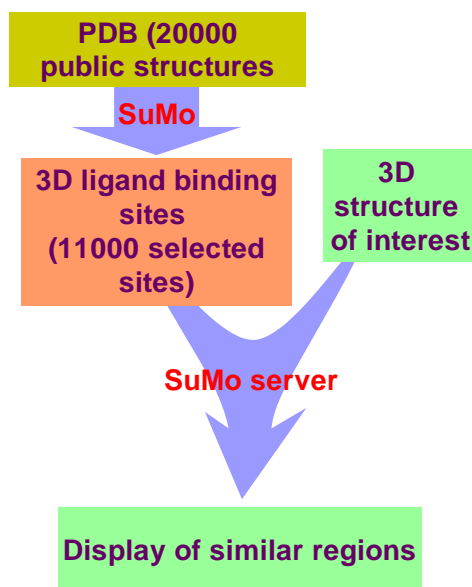 PDB (20000
public structures
SuMo
3D ligand binding
sites
(11000 selected
sites)
3D
structure
of interest
SuMo server
Display of similar regions